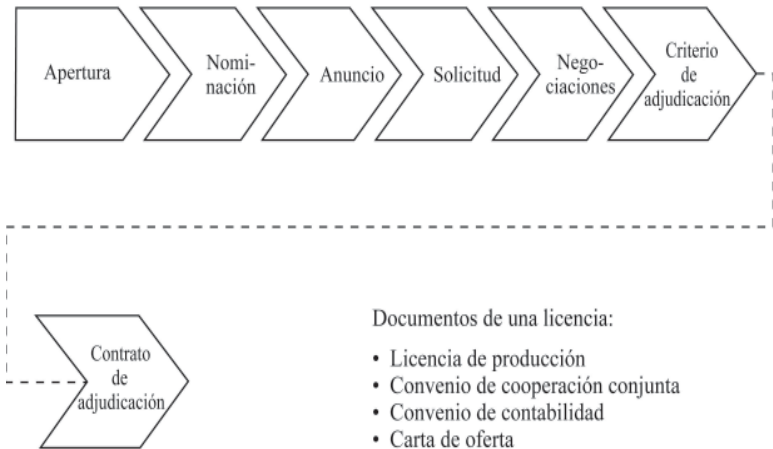 Apertura
Nomi-
nación
Anuncio
Solicitud
Nego-
ciaciones
Criterio
de
adjudicación
Contrato
de
adjudicación
Documentos de una licencia:
• Licencia de producción
• Convenio de cooperación conjunta
• Convenio de contabilidad
• Carta de oferta